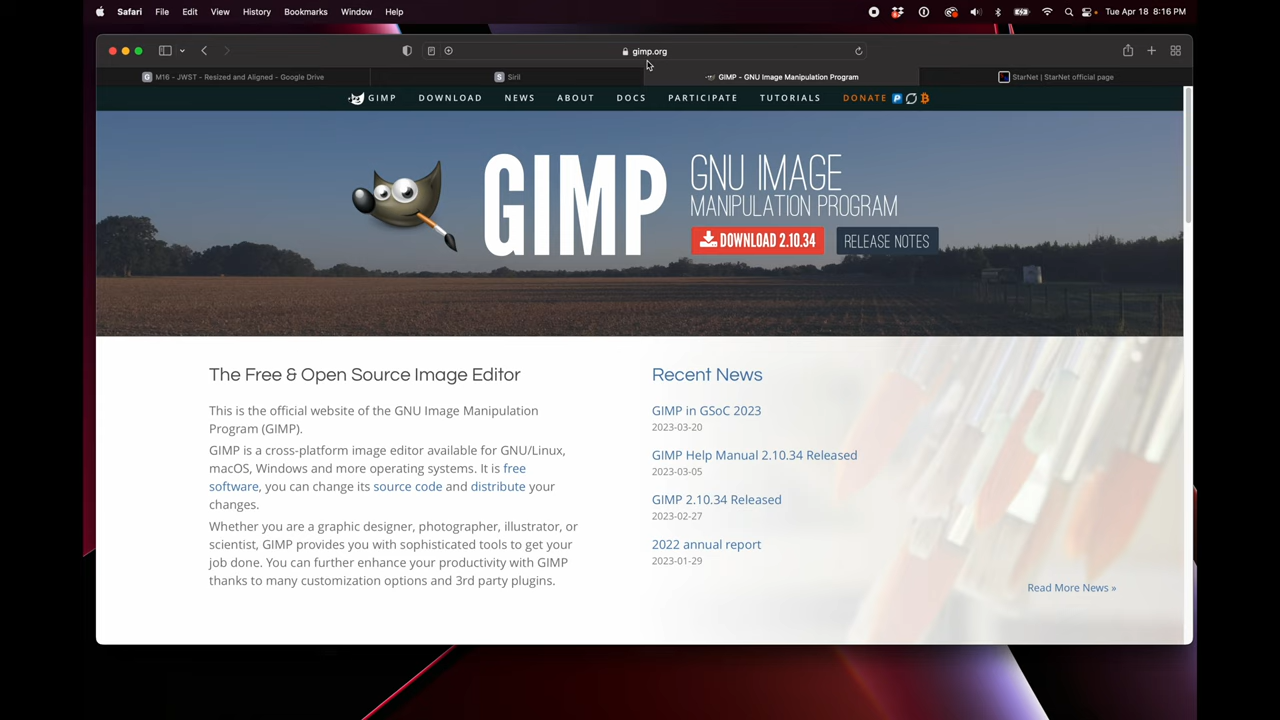 Safari File Edit View History Bookmarks Window Help Tue Apr 18 8:16 PM
gimp.org
M16 - JWST - Resized and Aligned - Google Drive
Siril
GIMP - GNU Image Manipulation Program
StarNet | StarNet official page
GIMP DOWNLOAD NEWS ABOUT DOCS PARTICIPATE TUTORIALS DONATE
GIMP
GNU IMAGE
MANIPULATION PROGRAM
DOWNLOAD 2.10.34
RELEASE NOTES
The Free & Open Source Image Editor
This is the official website of the GNU Image Manipulation
Program (GIMP).
GIMP is a cross-platform image editor available for GNU/Linux,
macOS, Windows and more operating systems. It is free
software, you can change its source code and distribute your
changes.
Whether you are a graphic designer, photographer, illustrator, or
scientist, GIMP provides you with sophisticated tools to get your
job done. You can further enhance your productivity with GIMP
thanks to many customization options and 3rd party plugins.
Recent News
GIMP in GSoC 2023
2023-03-20
GIMP Help Manual 2.10.34 Released
2023-03-05
GIMP 2.10.34 Released
2023-02-27
2022 annual report
2023-01-29
Read More News »